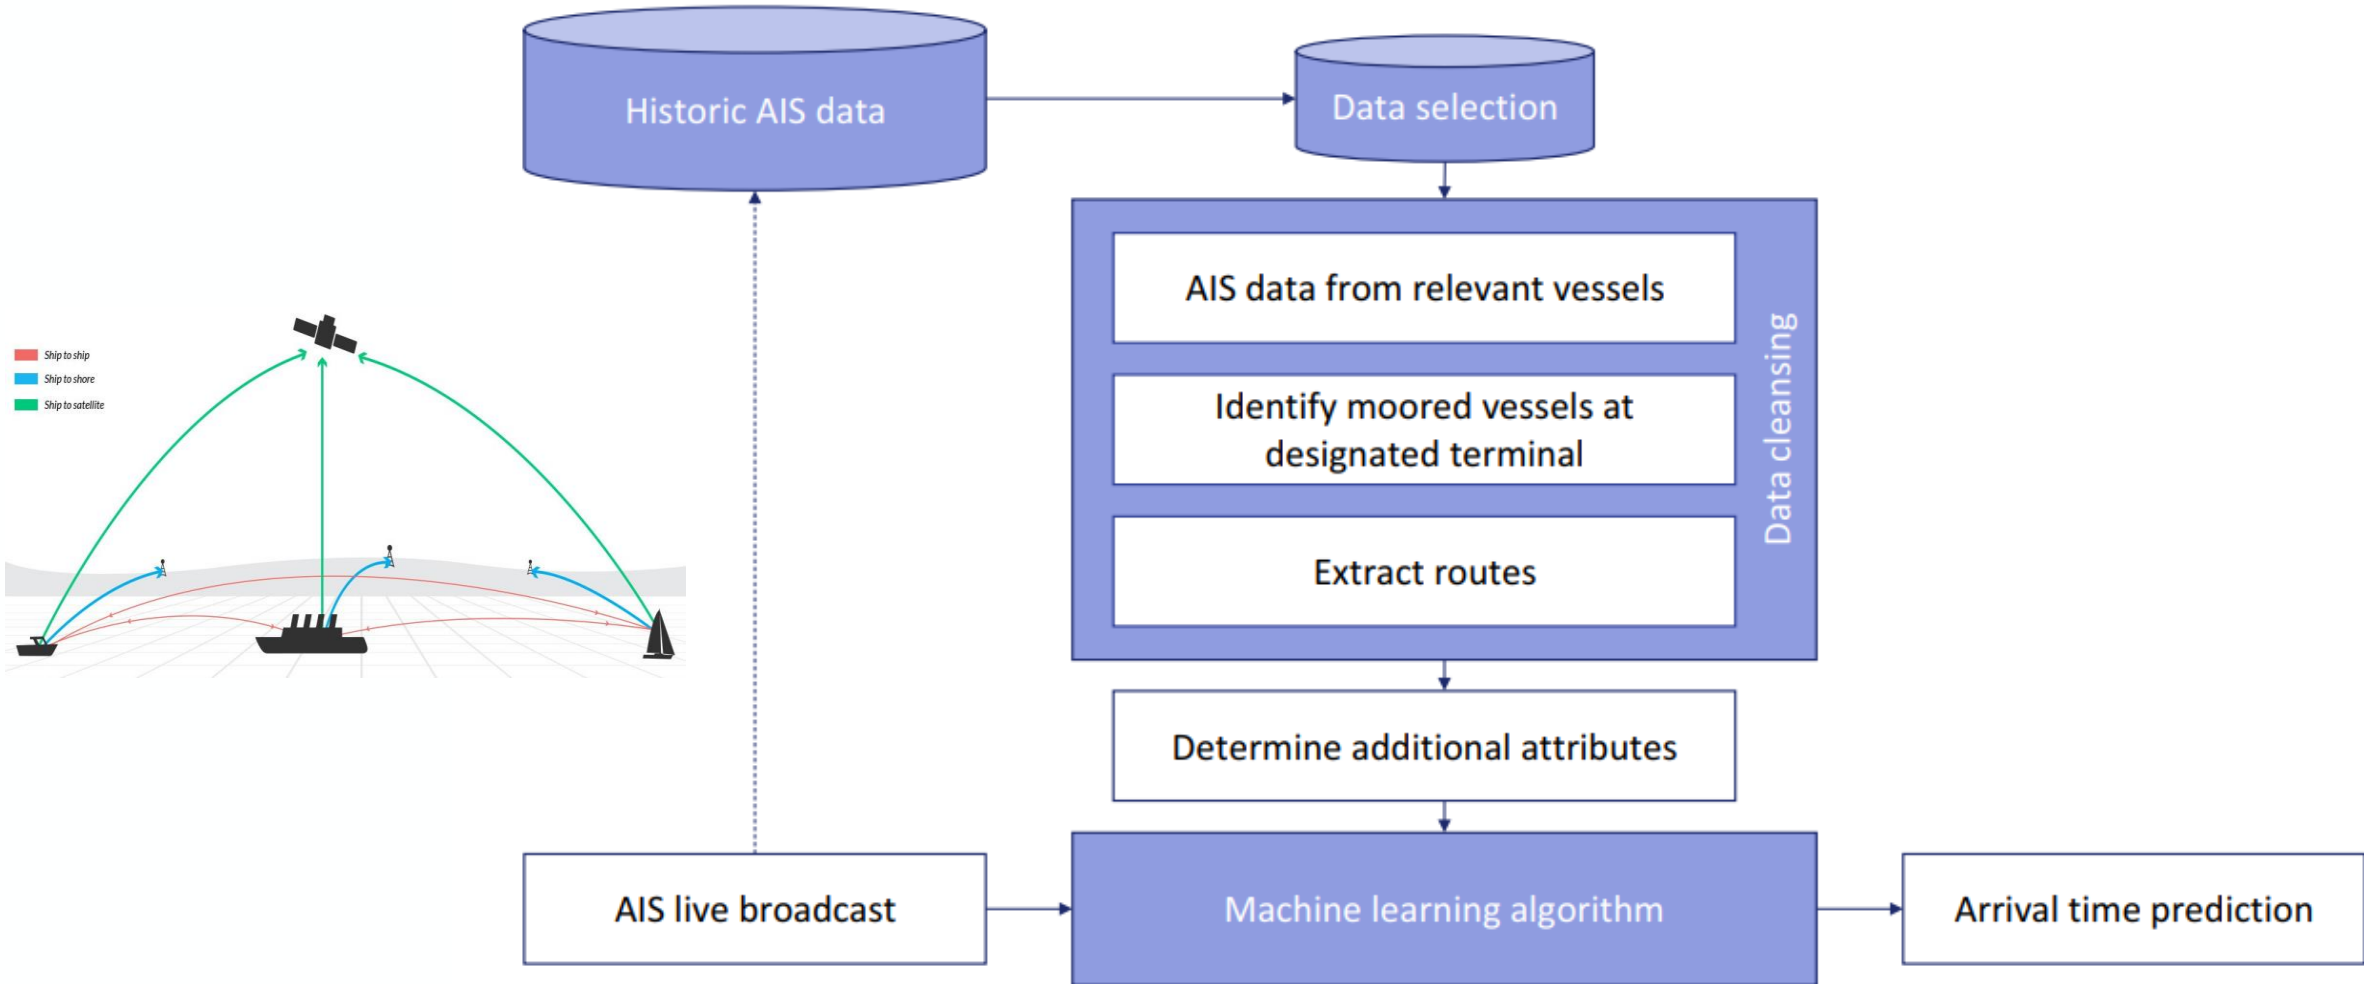 Historic AIS data
Data selection
AIS data from relevant vessels
Identify moored vessels at
designated terminal
Extract routes
Data cleansing
Ship to ship
Ship to shore
Ship to satellite
Determine additional attributes
AIS live broadcast
Machine learning algorithm
Arrival time prediction